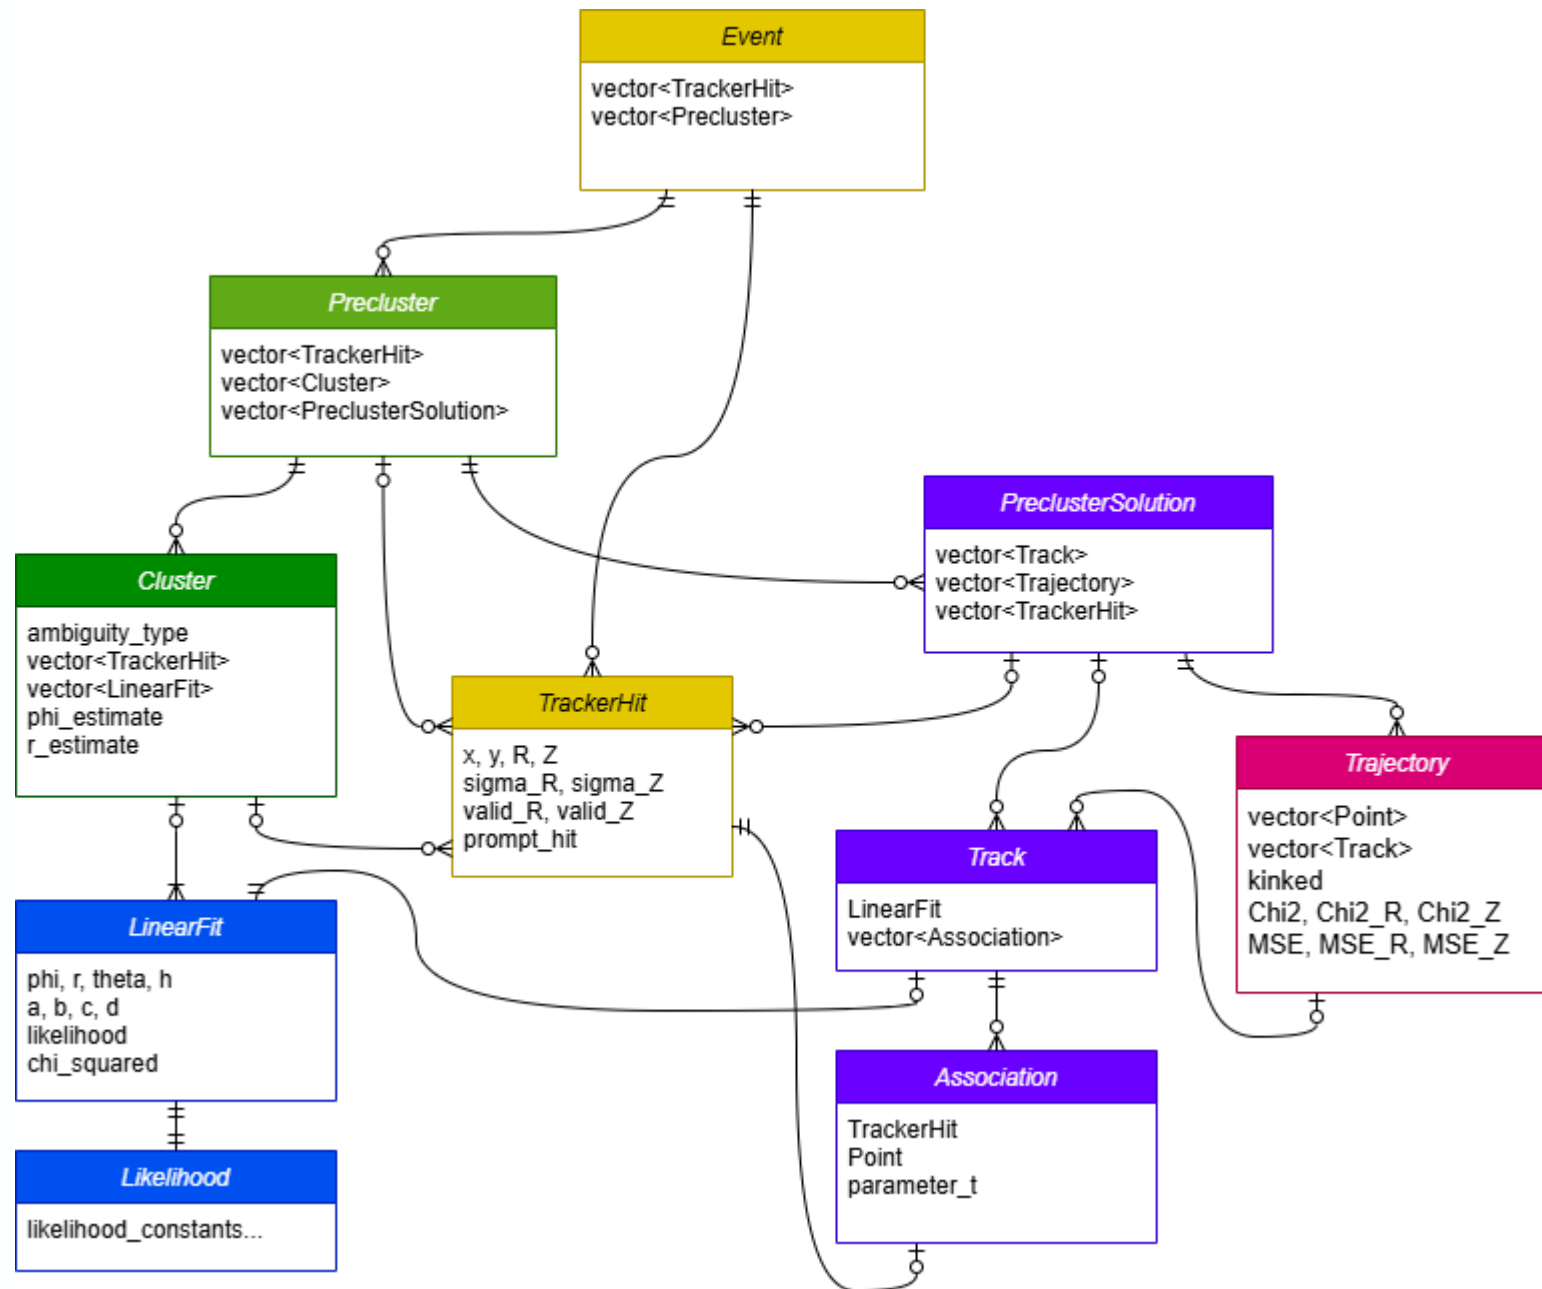 Event
vector<TrackerHit>
vector<Precluster>
Precluster
vector<TrackerHit>
vector<Cluster>
vector<PreclusterSolution>
PreclusterSolution
vector<Track>
vector<Trajectory>
vector<TrackerHit>
Cluster
ambiguity_type
vector<TrackerHit>
vector<LinearFit>
phi_estimate
r_estimate
TrackerHit
x, y, R, Z
sigma_R, sigma_Z
valid_R, valid_Z
prompt_hit
Trajectory
vector<Point>
vector<Track>
kinked
Chi2, Chi2_R, Chi2_Z
MSE, MSE_R, MSE_Z
Track
LinearFit
vector<Association>
LinearFit
phi, r, theta, h
a, b, c, d
likelihood
chi_squared
Association
TrackerHit
Point
parameter_t
Likelihood
likelihood_constants...